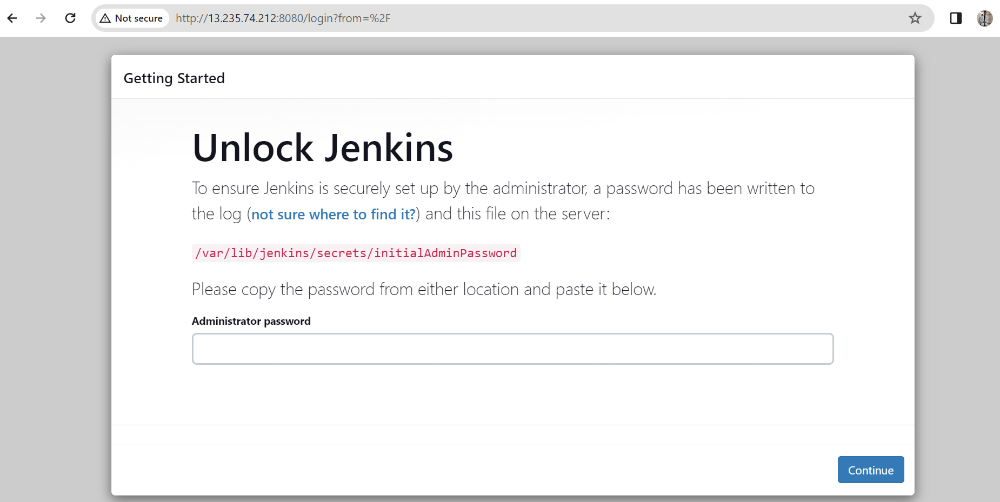 Not secure http://13.235.74.212:8080/login?from=%2F
Getting Started
Unlock Jenkins
To ensure Jenkins is securely set up by the administrator, a password has been written to
the log (not sure where to find it?) and this file on the server:
/var/lib/jenkins/secrets/initialAdminPassword
Please copy the password from either location and paste it below.
Administrator password
Continue